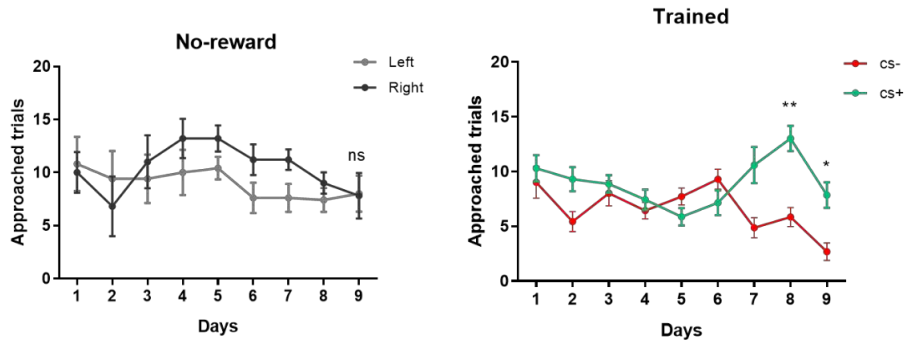 No-reward
Left
Right
Approached trials
20
15
10
5
0
ns
1 2 3 4 5 6 7 8 9
Days
Trained
cs-
cs+
Approached trials
20
15
10
5
0
**
*
1 2 3 4 5 6 7 8 9
Days